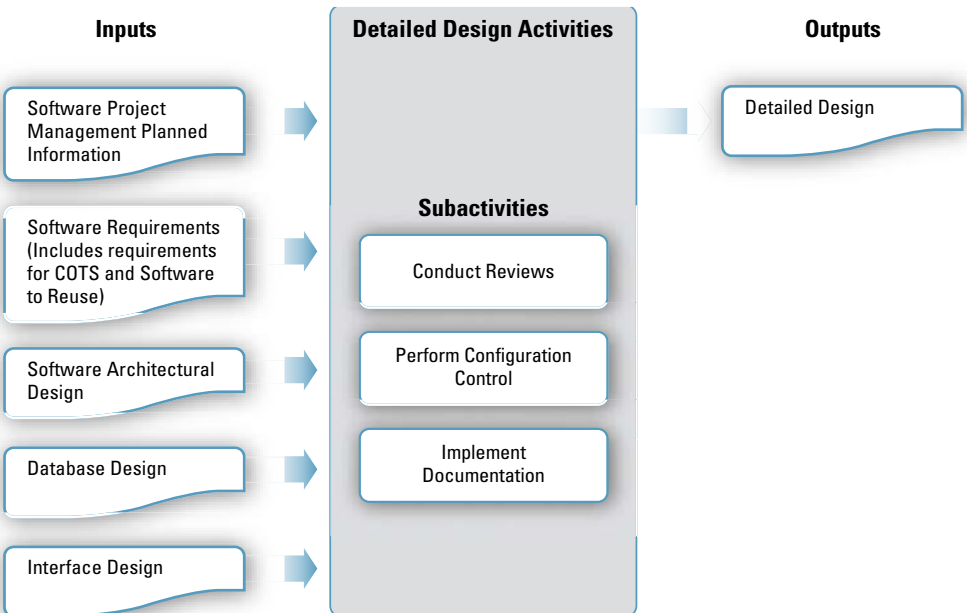 Inputs
Detailed Design Activities
Outputs
Software Project
Management Planned
Information
Detailed Design
Software Requirements
(Includes requirements
for COTS and Software
to Reuse)
Subactivities
Conduct Reviews
Software Architectural
Design
Perform Configuration
Control
Database Design
Implement
Documentation
Interface Design